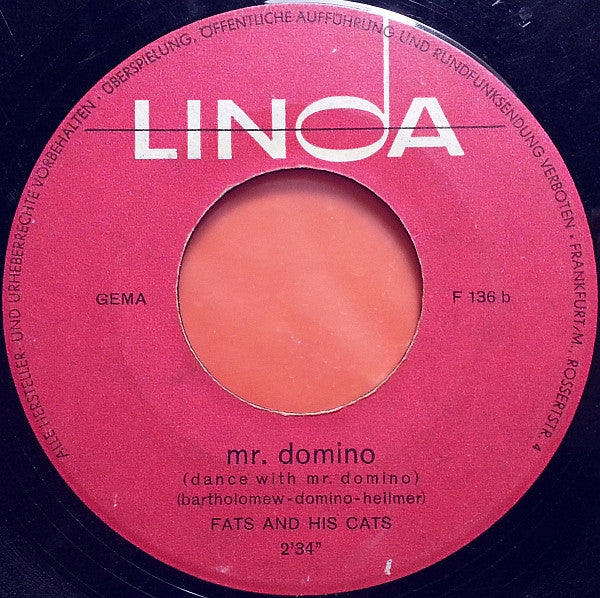 ALLE HERSTELLER- UND URHEBERRECHTE VORBEHALTEN · ÜBERSPIELUNG, ÖFFENTLICHE AUFFÜHRUNG UND RUNDFUNKSENDUNG VERBOTEN · FRANKFURT/M., ROSSERTSTR. 4
LINDA
GEMA
F 136 b
mr. domino
(dance with mr. domino)
(bartholomew-domino-heilmer)
FATS AND HIS CATS
2'34"